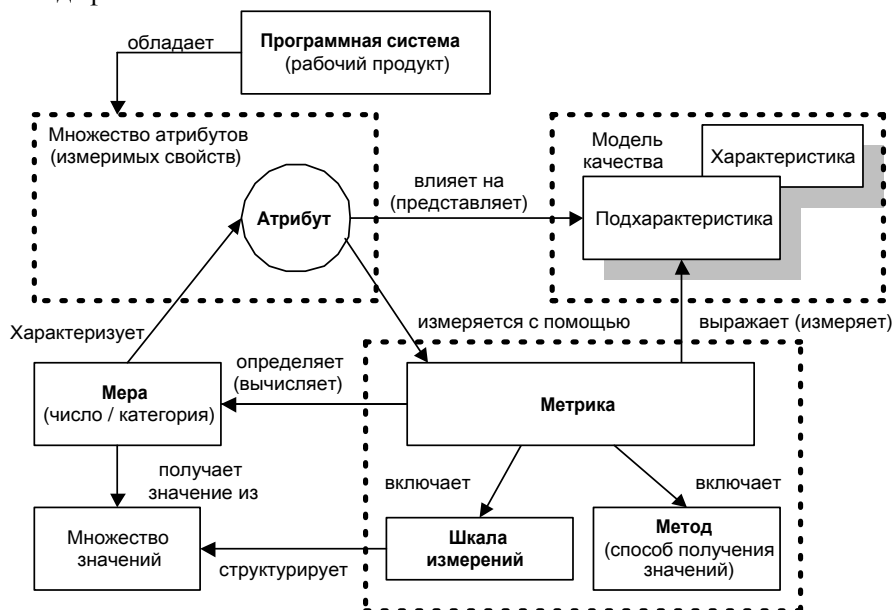 обладает
Программная система
(рабочий продукт)
Множество атрибутов
(измеримых свойств)
Атрибут
влияет на
(представляет)
Модель
качества
Характеристика
Подхарактеристика
Характеризует
измеряется с помощью
выражает (измеряет)
определяет
(вычисляет)
Мера
(число / категория)
Метрика
получает
значение из
включает
включает
Множество
значений
структурирует
Шкала
измерений
Метод
(способ получения
значений)